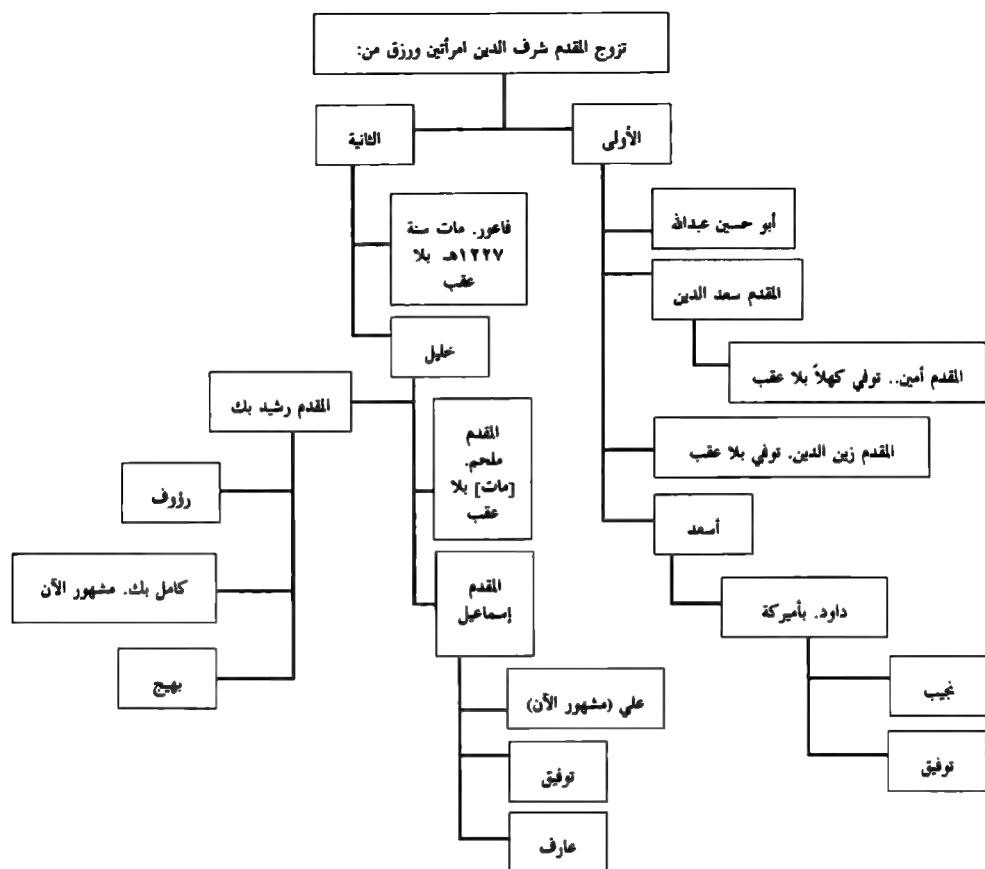 تزوج المقدم شرف الدين امرأتين ورزق من:
الأولى
أبو حسين عبدالله
المقدم سعد الدين
المقدم أمين.. توفي كهلاً بلا عقب
المقدم زين الدين. توفي بلا عقب
أسعد
داود. بأميركة
نجيب
توفيق
الثانية
فاعور. مات سنة
١٢٢٧هـ بلا
عقب
خليل
المقدم
ملحم.
[مات] بلا
عقب
المقدم
إسماعيل
علي (مشهور الآن)
توفيق
عارف
المقدم رشيد بك
رؤوف
كامل بك. مشهور الآن
بهيج